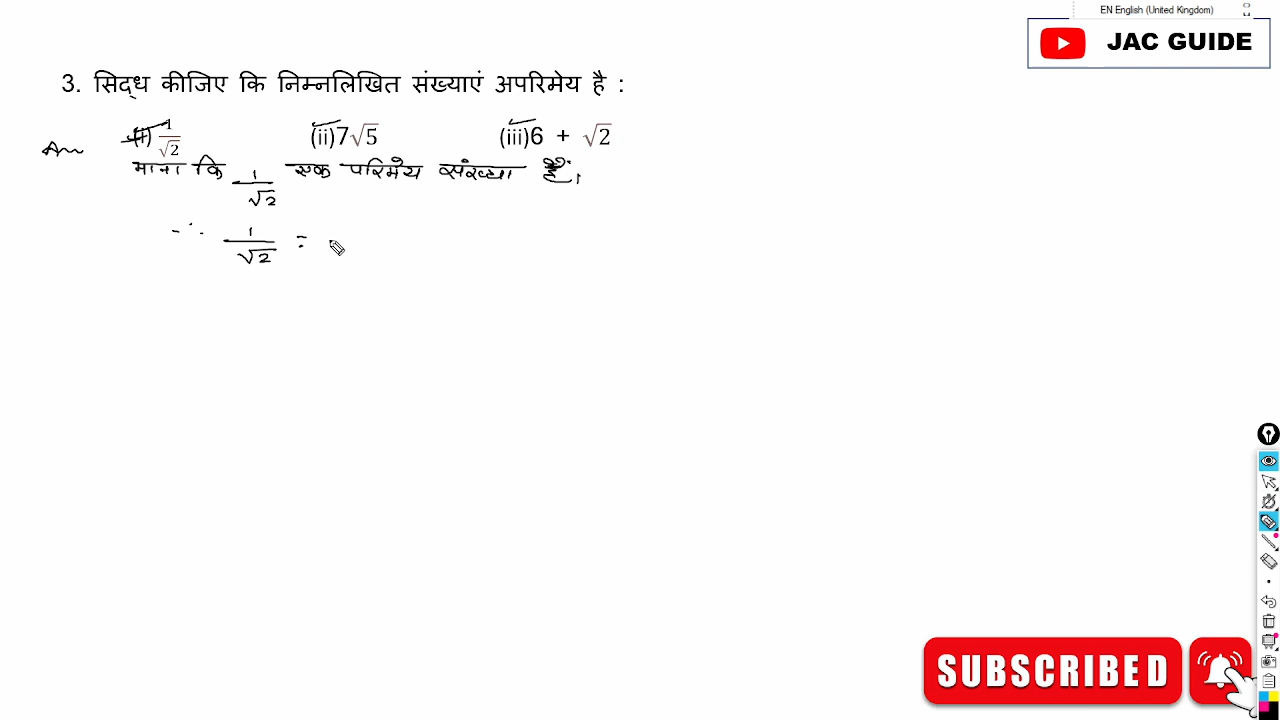 EN English (United Kingdom)
JAC GUIDE
3. सिद्ध कीजिए कि निम्नलिखित संख्याएं अपरिमेय है :
(i) 1/√2 (ii)7√5 (iii)6 + √2
Ans माना कि 1/√2 एक परिमेय संख्या है।
∴ 1/√2 =
SUBSCRIBED